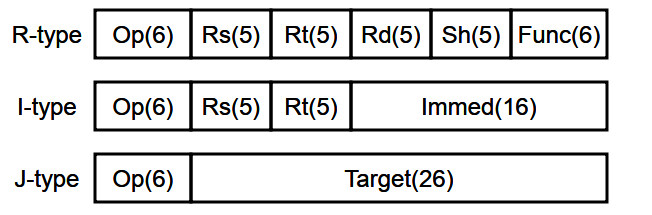 R-type Op(6) Rs(5) Rt(5) Rd(5) Sh(5) Func(6)
I-type Op(6) Rs(5) Rt(5) Immed(16)
J-type Op(6) Target(26)